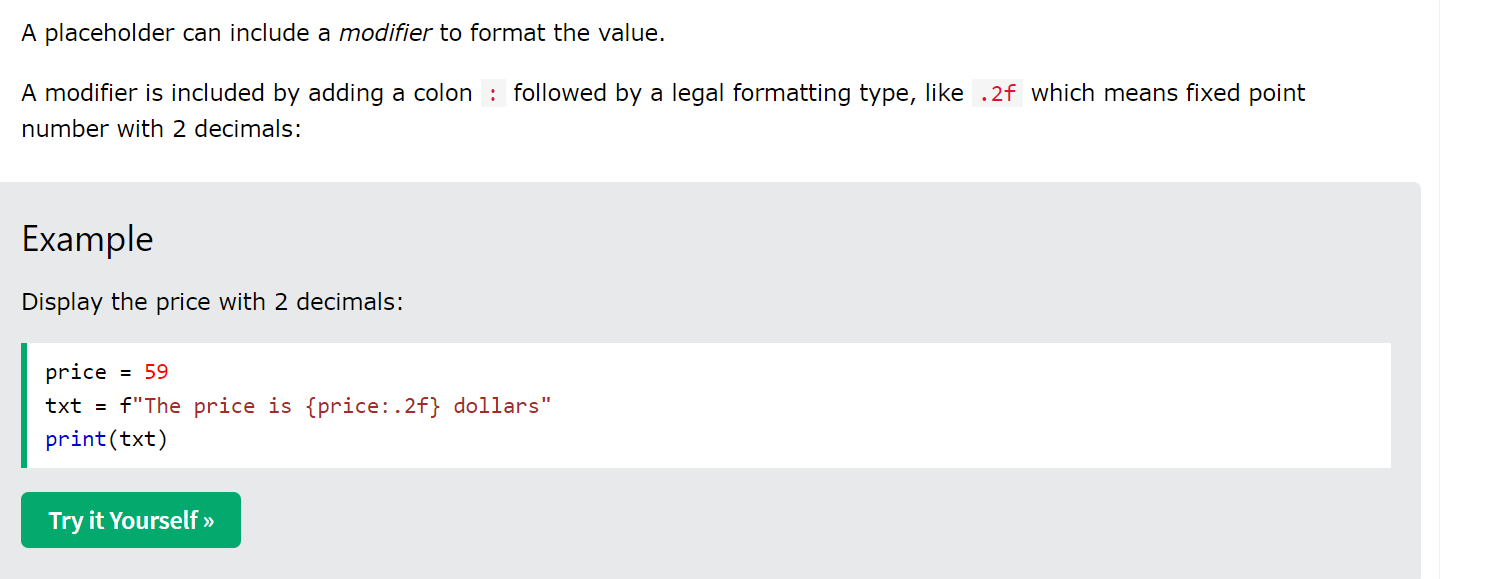 A placeholder can include a modifier to format the value.
A modifier is included by adding a colon : followed by a legal formatting type, like .2f which means fixed point
number with 2 decimals:
Example
Display the price with 2 decimals:
price = 59
txt = f"The price is {price:.2f} dollars"
print(txt)
Try it Yourself »